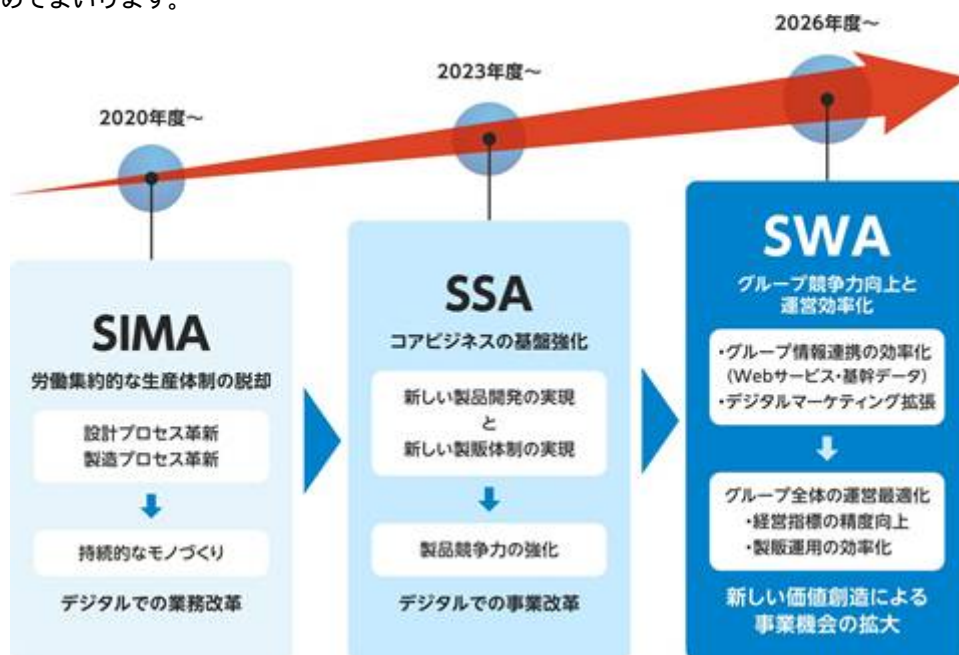 めてまいります。
2020年度～
2023年度～
2026年度～
SIMA
労働集約的な生産体制の脱却
設計プロセス革新
製造プロセス革新
持続的なモノづくり
デジタルでの業務改革
SSA
コアビジネスの基盤強化
新しい製品開発の実現
と
新しい製販体制の実現
製品競争力の強化
デジタルでの事業改革
SWA
グループ競争力向上と
運営効率化
・グループ情報連携の効率化
(Webサービス・基幹データ)
・デジタルマーケティング拡張
グループ全体の運営最適化
・経営指標の精度向上
・製販運用の効率化
新しい価値創造による
事業機会の拡大